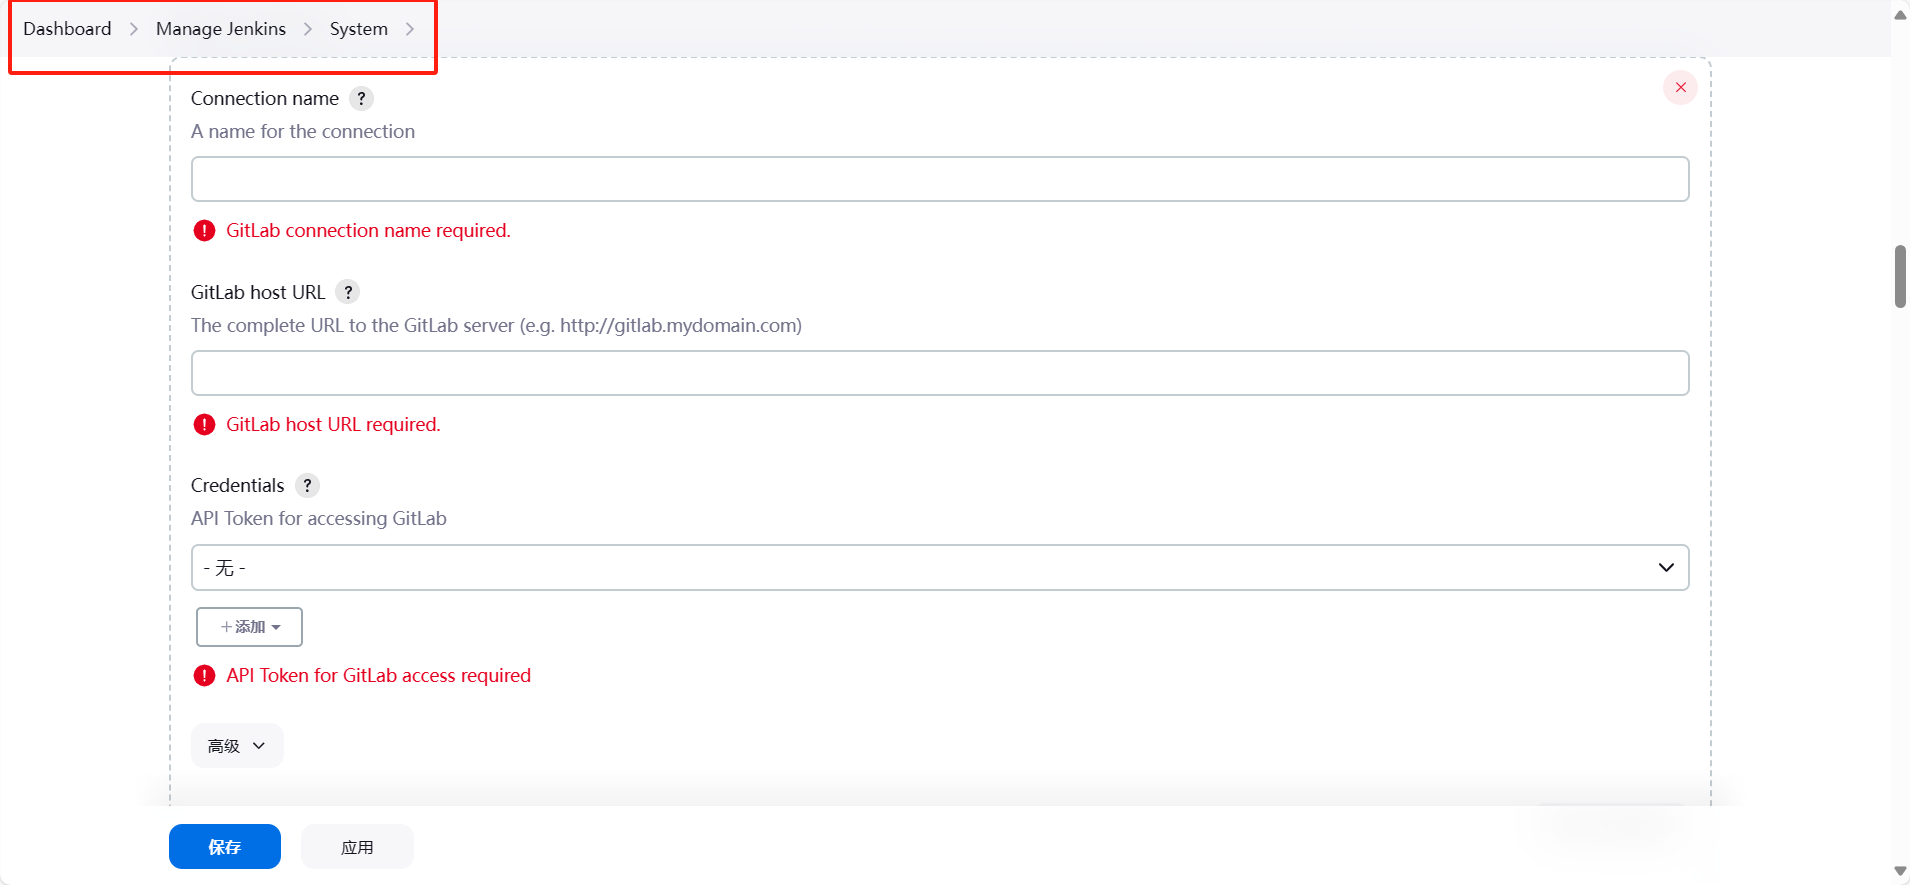 Dashboard > Manage Jenkins > System >
Connection name ?
A name for the connection
GitLab connection name required.
GitLab host URL ?
The complete URL to the GitLab server (e.g. http://gitlab.mydomain.com)
GitLab host URL required.
Credentials ?
API Token for accessing GitLab
- 无 -
+添加
API Token for GitLab access required
高级
保存 应用